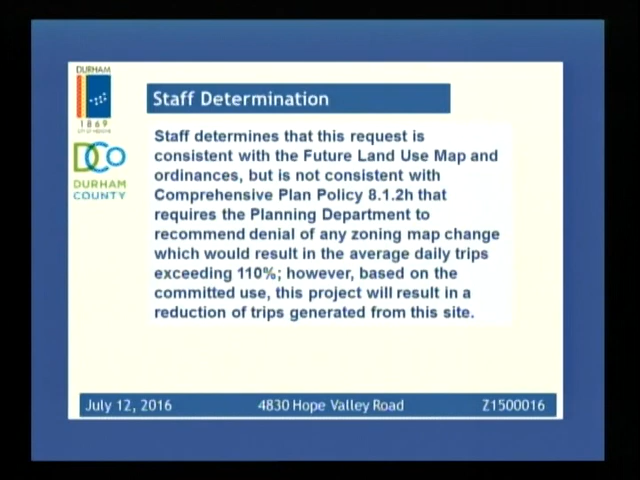 DURHAM
1869
CITY OF MEDICINE
DCO
DURHAM
COUNTY
Staff Determination
Staff determines that this request is
consistent with the Future Land Use Map and
ordinances, but is not consistent with
Comprehensive Plan Policy 8.1.2h that
requires the Planning Department to
recommend denial of any zoning map change
which would result in the average daily trips
exceeding 110%; however, based on the
committed use, this project will result in a
reduction of trips generated from this site.
July 12, 2016 4830 Hope Valley Road Z1500016